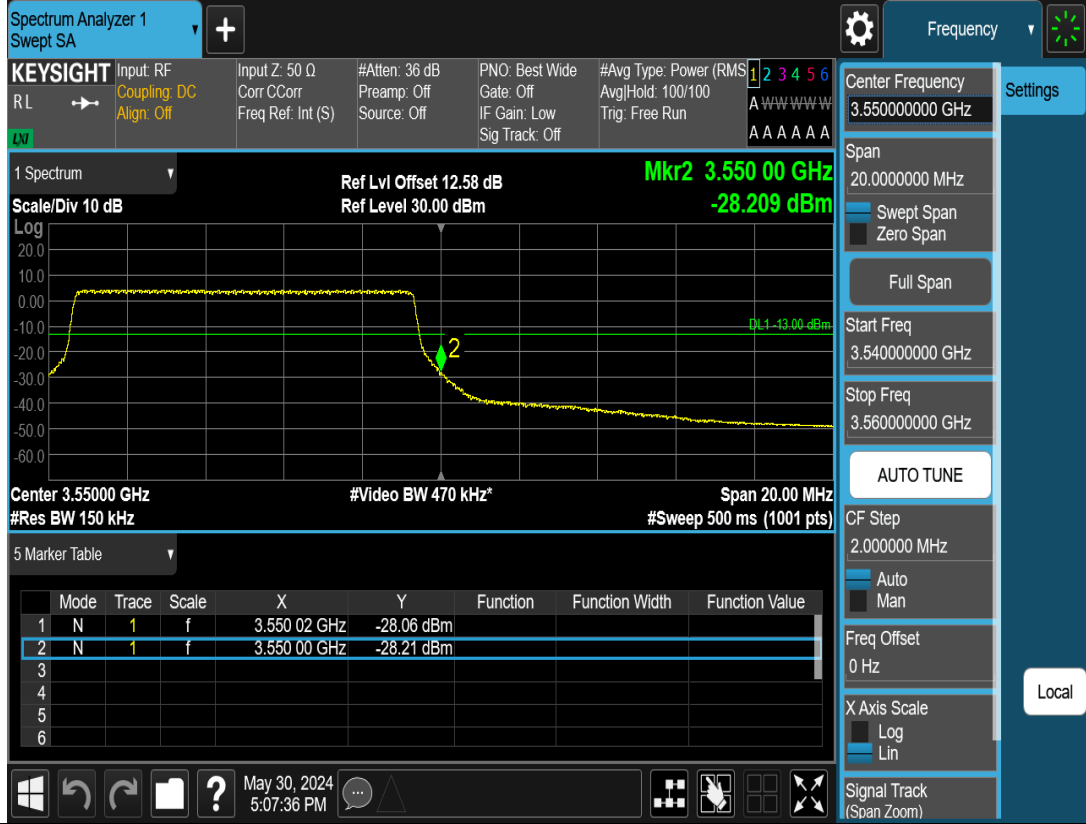 Spectrum Analyzer 1
Swept SA
+
Frequency
KEYSIGHT
RL
LXI
Input: RF
Coupling: DC
Align: Off
Input Z: 50 Ω
Corr CCorr
Freq Ref: Int (S)
#Atten: 36 dB
Preamp: Off
Source: Off
PNO: Best Wide
Gate: Off
IF Gain: Low
Sig Track: Off
#Avg Type: Power (RMS
Avg|Hold: 100/100
Trig: Free Run
1 2 3 4 5 6
A W W W W W
A A A A A A
1 Spectrum
Scale/Div 10 dB
Log
Ref Lvl Offset 12.58 dB
Ref Level 30.00 dBm
Mkr2 3.550 00 GHz
-28.209 dBm
20.0
10.0
0.00
-10.0
-20.0
-30.0
-40.0
-50.0
-60.0
DL1 -13.00 dBm
2
Center 3.55000 GHz
#Video BW 470 kHz*
Span 20.00 MHz
#Res BW 150 kHz
#Sweep 500 ms (1001 pts)
5 Marker Table
Mode Trace Scale X Y Function Function Width Function Value
1 N 1 f 3.550 02 GHz -28.06 dBm
2 N 1 f 3.550 00 GHz -28.21 dBm
3
4
5
6
?
May 30, 2024
5:07:36 PM
Center Frequency
3.550000000 GHz
Settings
Span
20.0000000 MHz
Swept Span
Zero Span
Full Span
Start Freq
3.540000000 GHz
Stop Freq
3.560000000 GHz
AUTO TUNE
CF Step
2.000000 MHz
Auto
Man
Freq Offset
0 Hz
Local
X Axis Scale
Log
Lin
Signal Track
(Span Zoom)